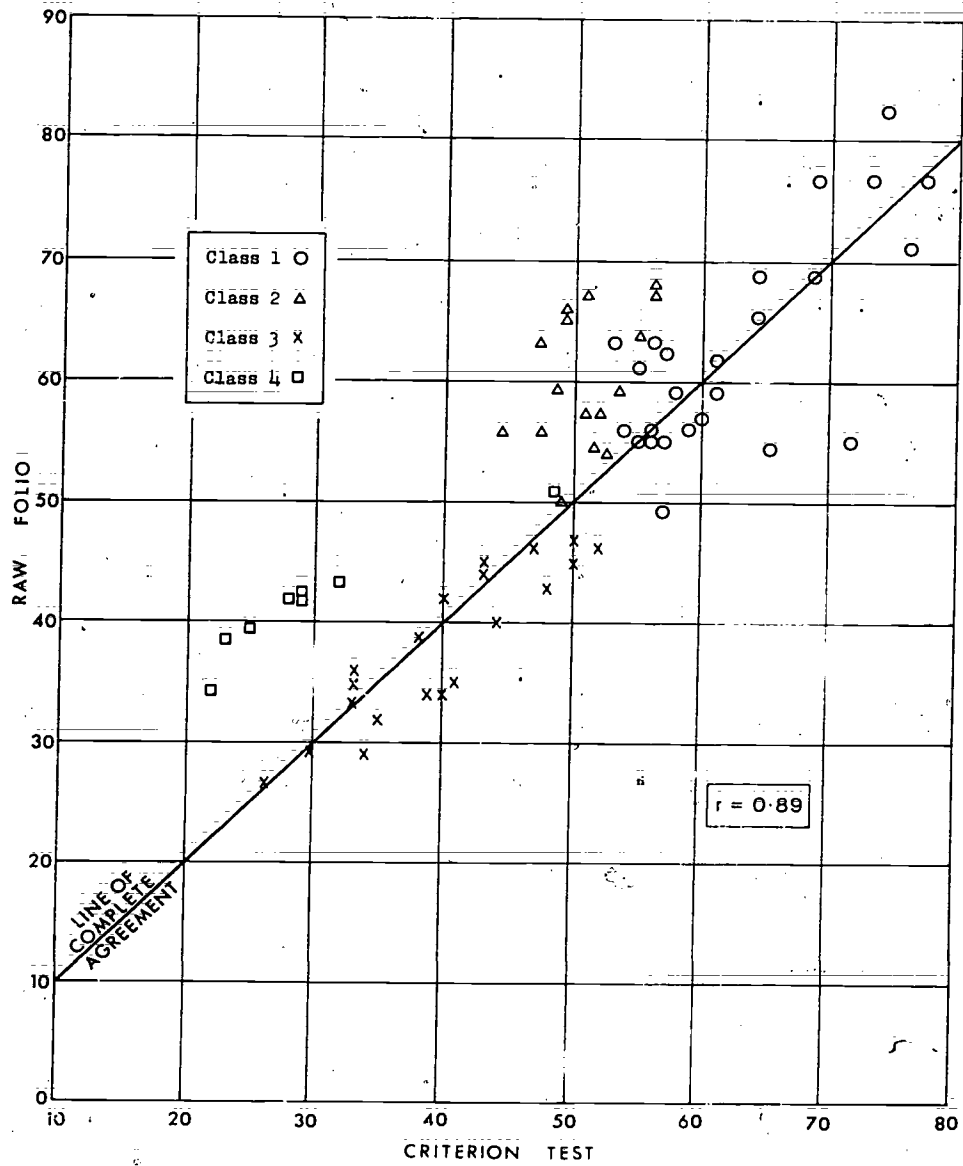 90
80
70
60
50
40
30
20
10
0
RAW FOLIO
Class 1
Class 2
Class 3
Class 4
r = 0·89
LINE OF
COMPLETE
AGREEMENT
10 20 30 40 50 60 70 80
CRITERION TEST